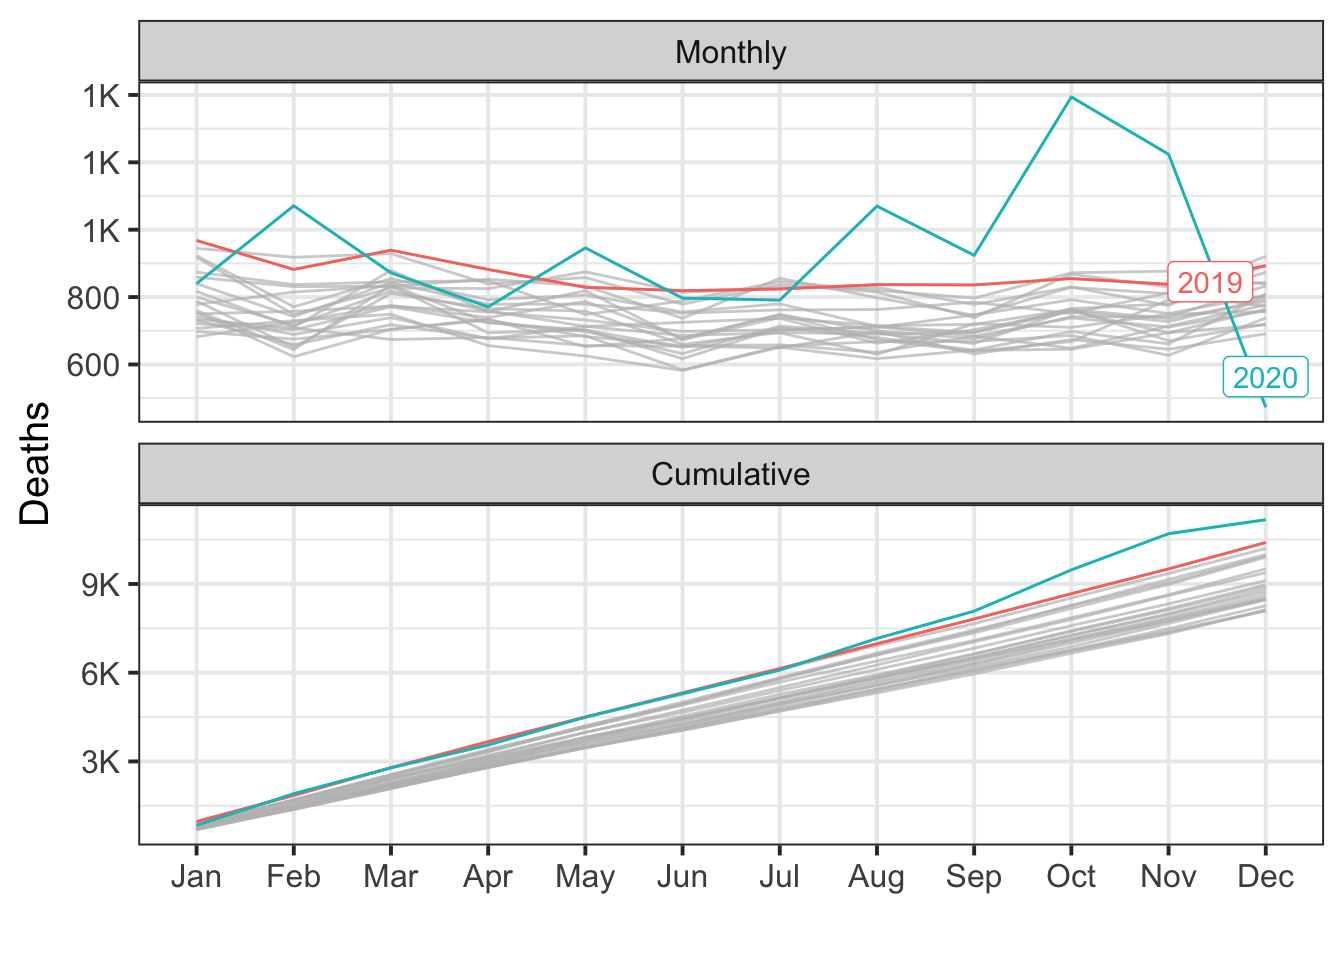 Monthly
1K
1K
1K
800
600
2019
2020
Deaths
Cumulative
9K
6K
3K
Jan Feb Mar Apr May Jun Jul Aug Sep Oct Nov Dec